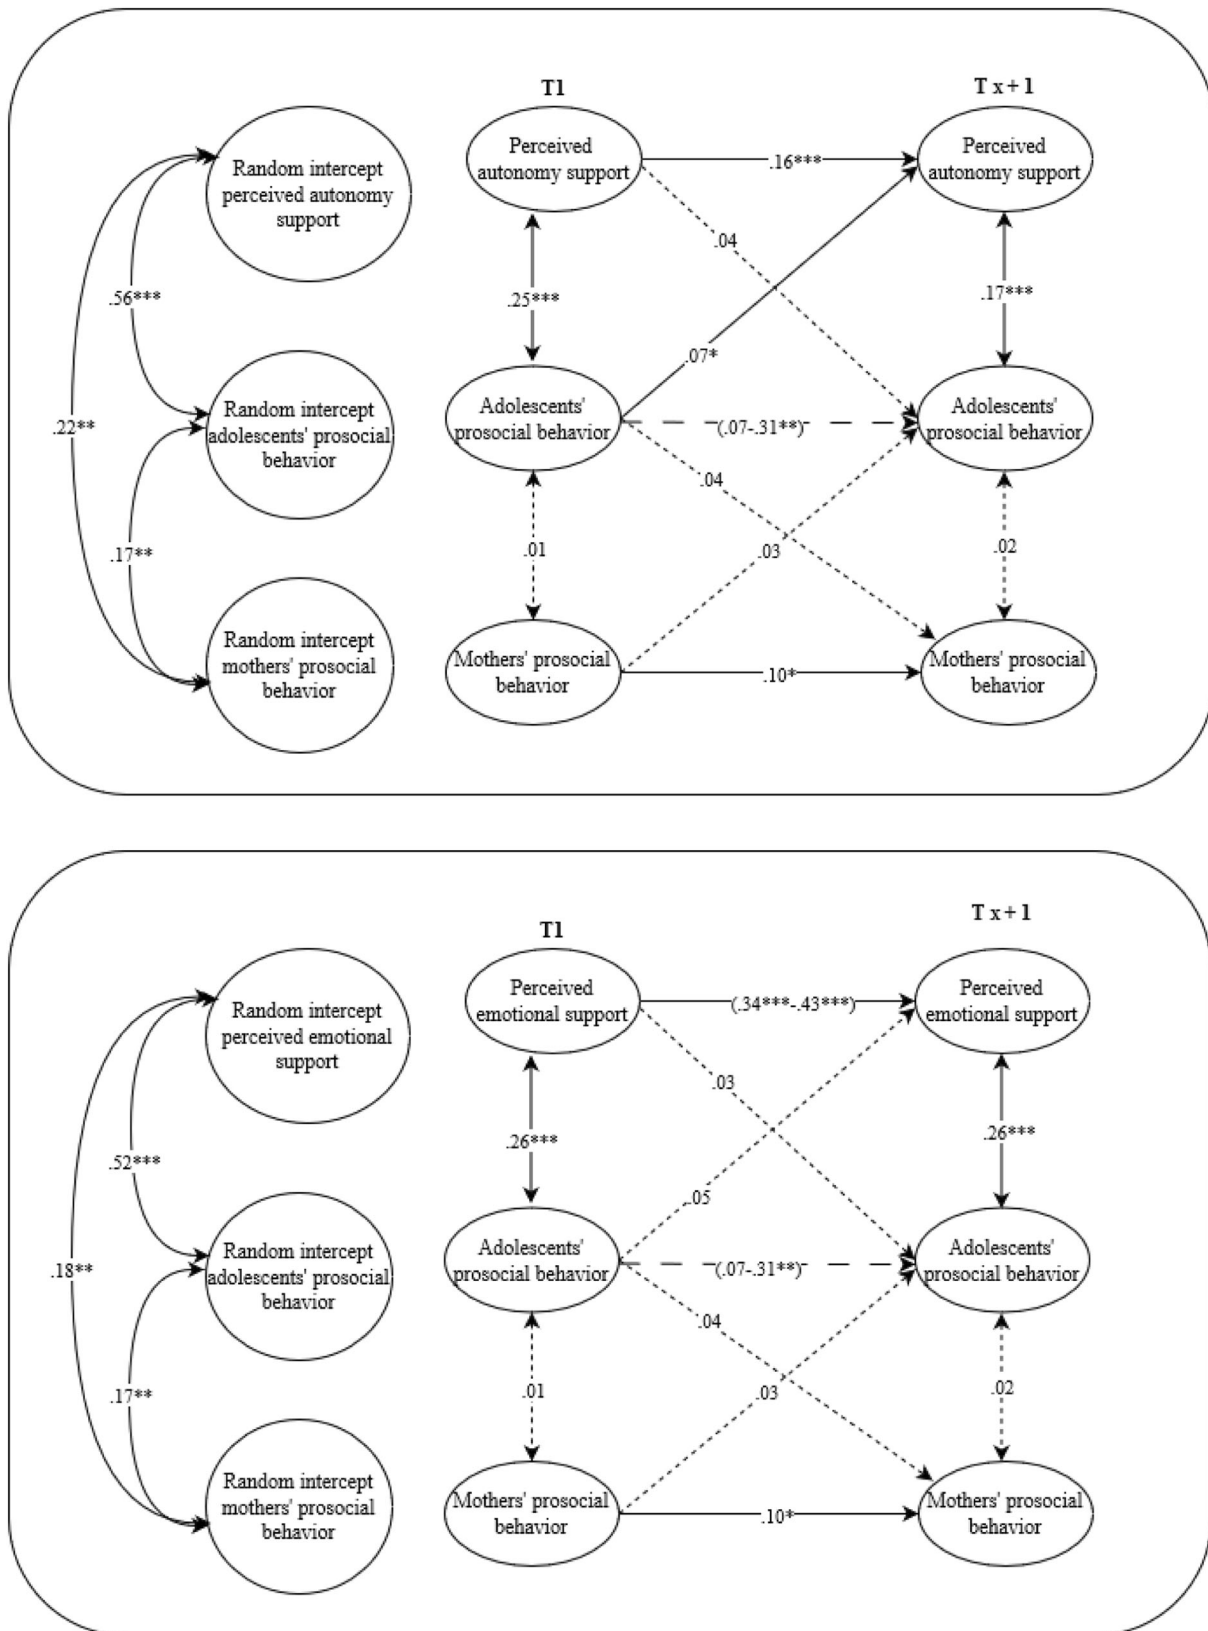 T1
T x + 1
Random intercept
perceived autonomy
support
Perceived
autonomy support
.16***
Perceived
autonomy support
.04
.56***
.25***
.17***
.07*
.22**
Random intercept
adolescents' prosocial
behavior
Adolescents'
prosocial behavior
(.07-.31**)
Adolescents'
prosocial behavior
.04
.17**
.01
.03
.02
Random intercept
mothers' prosocial
behavior
Mothers' prosocial
behavior
.10*
Mothers' prosocial
behavior
T1
T x + 1
Random intercept
perceived emotional
support
Perceived
emotional support
(.34***-.43***)
Perceived
emotional support
.03
.52***
.26***
.26***
.05
.18**
Random intercept
adolescents' prosocial
behavior
Adolescents'
prosocial behavior
(.07-.31**)
Adolescents'
prosocial behavior
.04
.17**
.01
.03
.02
Random intercept
mothers' prosocial
behavior
Mothers' prosocial
behavior
.10*
Mothers' prosocial
behavior